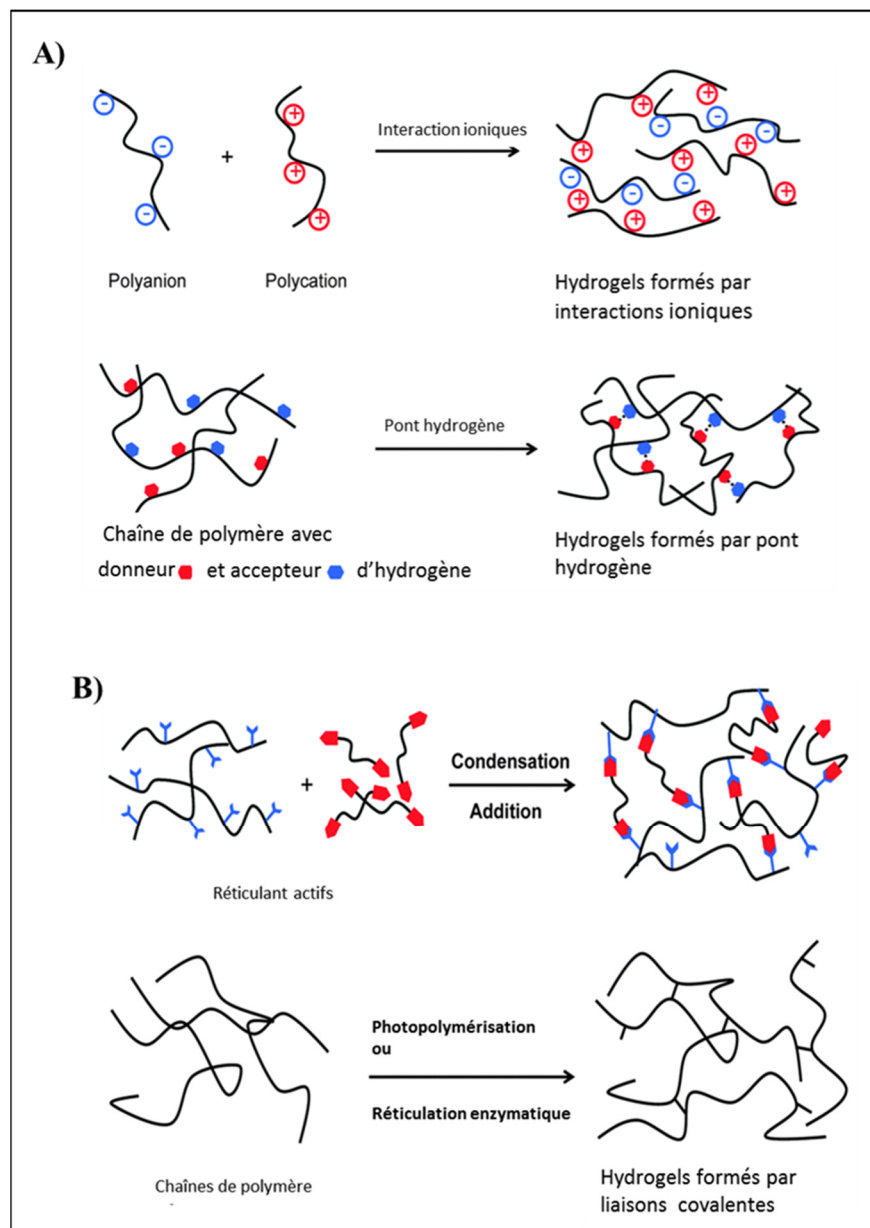 A)
Interaction ioniques
+
Polyanion
Polycation
Hydrogels formés par
interactions ioniques
Pont hydrogène
Chaîne de polymère avec
donneur et accepteur d'hydrogène
Hydrogels formés par pont
hydrogène
B)
+
Condensation
Addition
Réticulant actifs
Photopolymérisation
ou
Réticulation enzymatique
Chaînes de polymère
Hydrogels formés par
liaisons covalentes